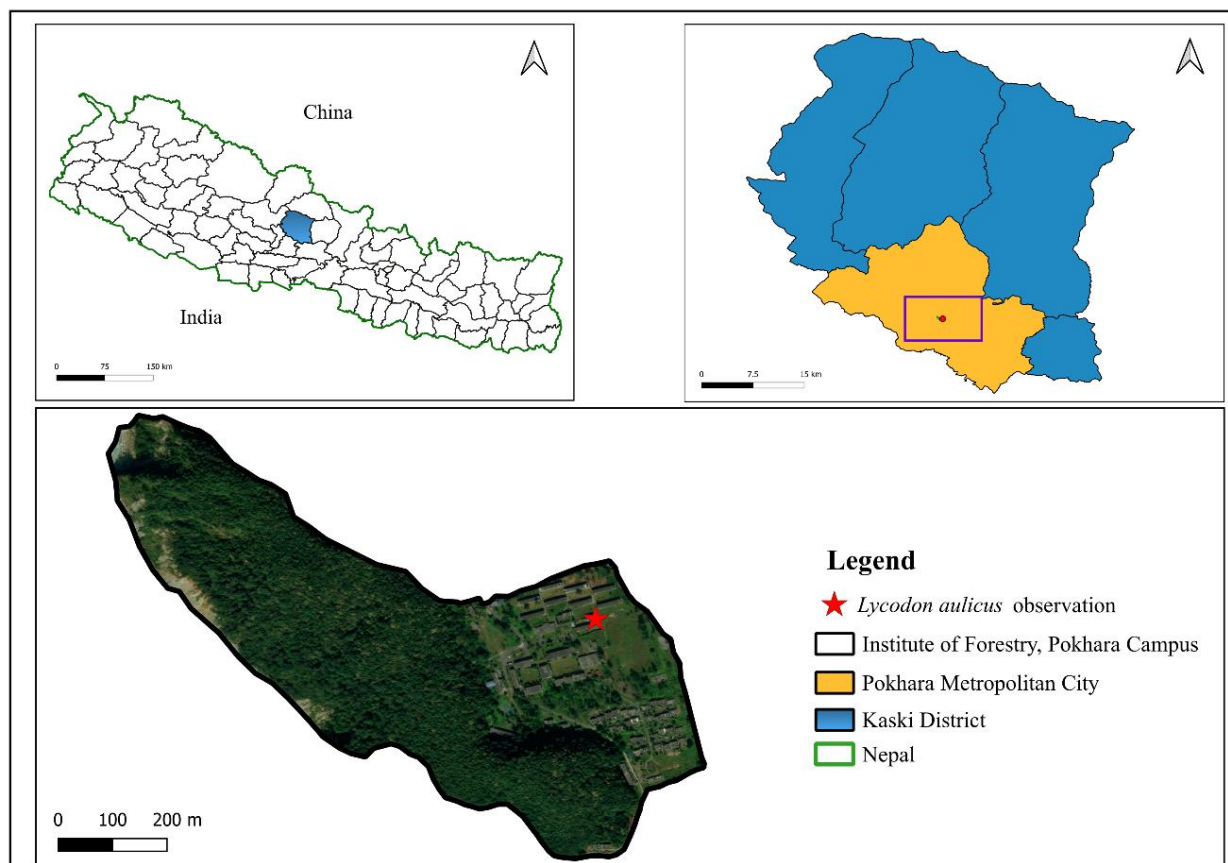 China
India
0 75 150 km
0 7.5 15 km
Legend
Lycodon aulicus observation
Institute of Forestry, Pokhara Campus
Pokhara Metropolitan City
Kaski District
Nepal
0 100 200 m